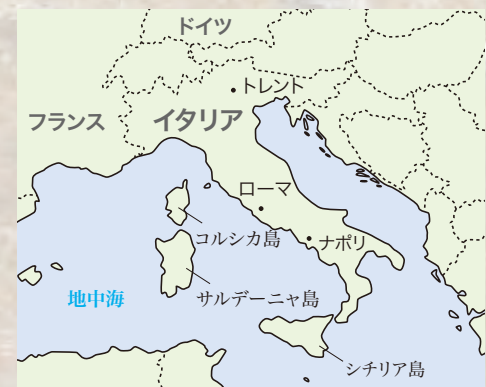 ドイツ
トレント
フランス
イタリア
ローマ
コルシカ島
ナポリ
地中海
サルデーニャ島
シチリア島